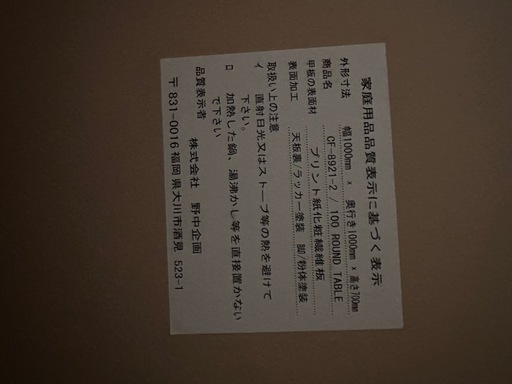 家庭用品品質表示に基づく表示
外形寸法 幅1000mm x 奥行き1000mm x 高さ700mm
商品名 CF-8921-2 / 100 ROUND TABLE
甲板の表面材 プリント紙化粧繊維板
表面加工 天板裏/ラッカー塗装 脚/粉体塗装
取扱い上の注意
イ 直射日光又はストーブ等の熱を避けて
下さい。
ロ 加熱した鍋、湯沸かし等を直接置かない
で下さい
品質表示者 株式会社 野中企画
〒831-0016 福岡県大川市酒見 523-1